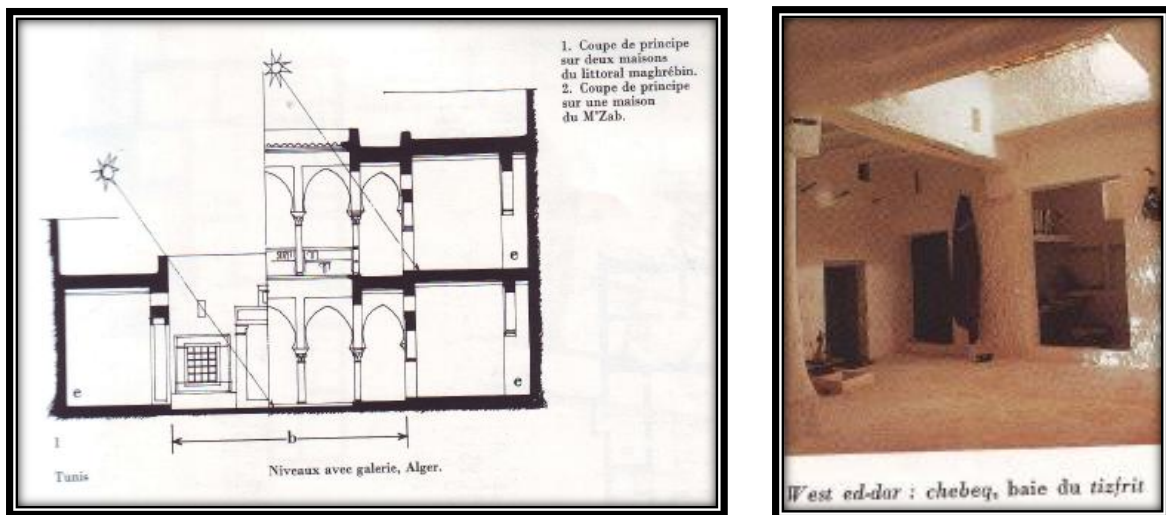 1. Coupe de principe
sur deux maisons
du littoral maghrébin.
2. Coupe de principe
sur une maison
du M'Zab.
e
e
e
b
1
Tunis
Niveaux avec galerie, Alger.
West ed-dar : chebeq, baie du tizfrit